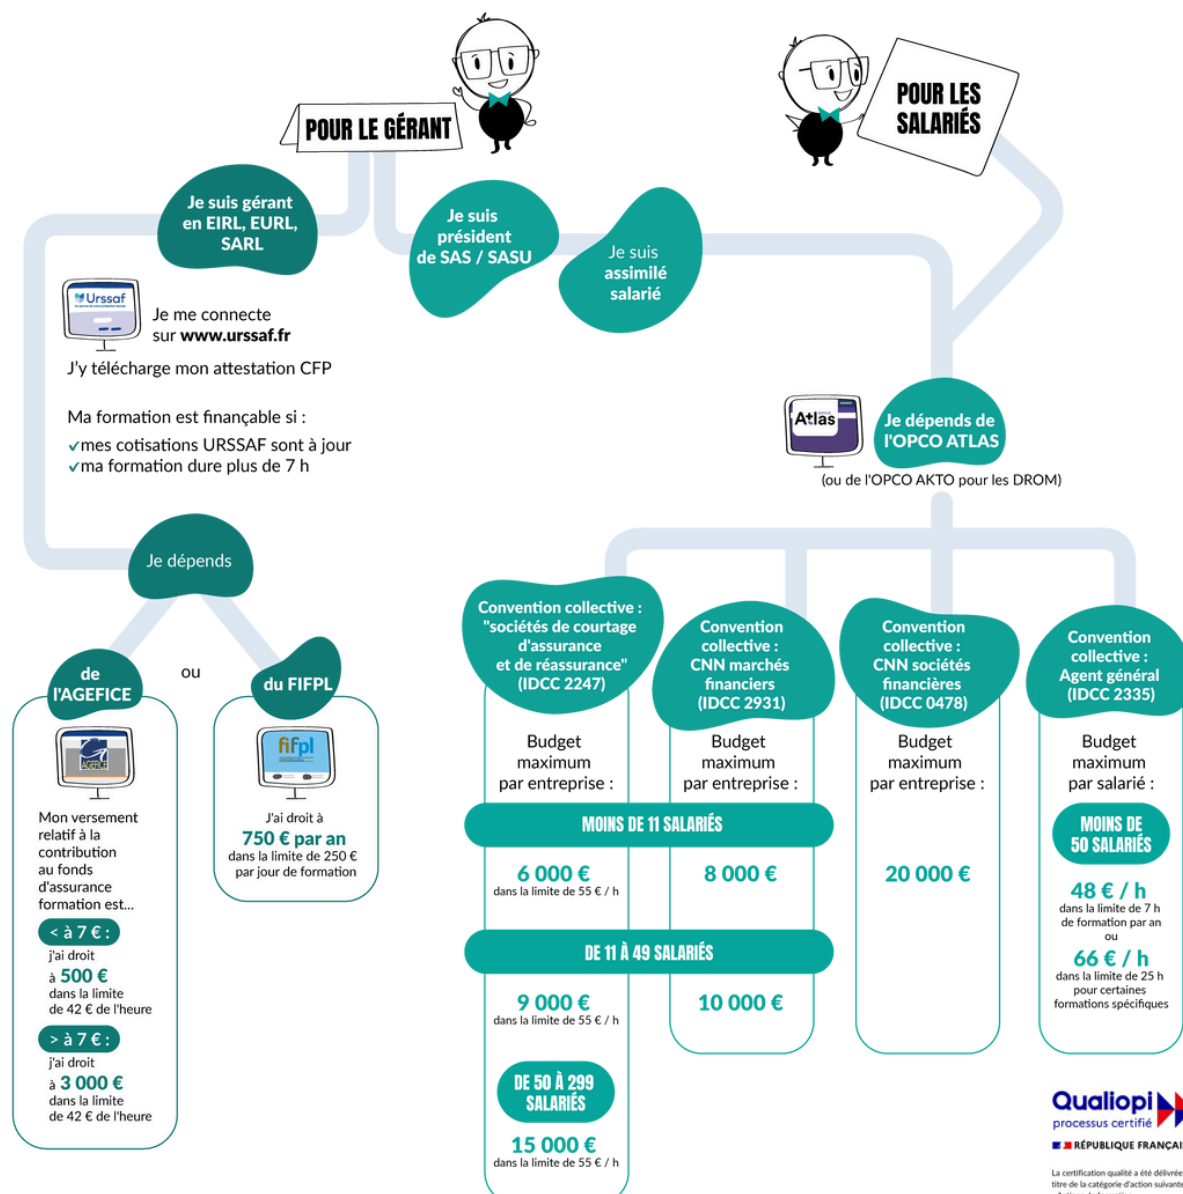 POUR LE GÉRANT
POUR LES
SALARIÉS
Je suis gérant
en EIRL, EURL,
SARL
Je suis
président
de SAS / SASU
Je suis
assimilé
salarié
Urssaf
Je me connecte
sur www.urssaf.fr
J'y télécharge mon attestation CFP
Ma formation est finançable si :
✓mes cotisations URSSAF sont à jour
✓ma formation dure plus de 7 h
Atlas
Je dépends de
l'OPCO ATLAS
(ou de l'OPCO AKTO pour les DROM)
Je dépends
de
l'AGEFICE
ou
du FIFPL
AGEFICE
Mon versement
relatif à la
contribution
au fonds
d'assurance
formation est...
< à 7 € :
j'ai droit
à 500 €
dans la limite
de 42 € de l'heure
> à 7 € :
j'ai droit
à 3 000 €
dans la limite
de 42 € de l'heure
fifpl
J'ai droit à
750 € par an
dans la limite de 250 €
par jour de formation
Convention collective :
"sociétés de courtage
d'assurance
et de réassurance"
(IDCC 2247)
Convention
collective :
CNN marchés
financiers
(IDCC 2931)
Convention
collective :
CNN sociétés
financières
(IDCC 0478)
Convention
collective :
Agent général
(IDCC 2335)
Budget
maximum
par entreprise :
Budget
maximum
par entreprise :
Budget
maximum
par entreprise :
Budget
maximum
par salarié :
MOINS DE 11 SALARIÉS
6 000 €
dans la limite de 55 € / h
8 000 €
20 000 €
MOINS DE
50 SALARIÉS
48 € / h
dans la limite de 7 h
de formation par an
ou
66 € / h
dans la limite de 25 h
pour certaines
formations spécifiques
DE 11 À 49 SALARIÉS
9 000 €
dans la limite de 55 € / h
10 000 €
DE 50 À 299
SALARIÉS
15 000 €
dans la limite de 55 € / h
Qualiopi
processus certifié
RÉPUBLIQUE FRANÇAI
La certification qualité a été délivrée
titre de la catégorie d'action suivante